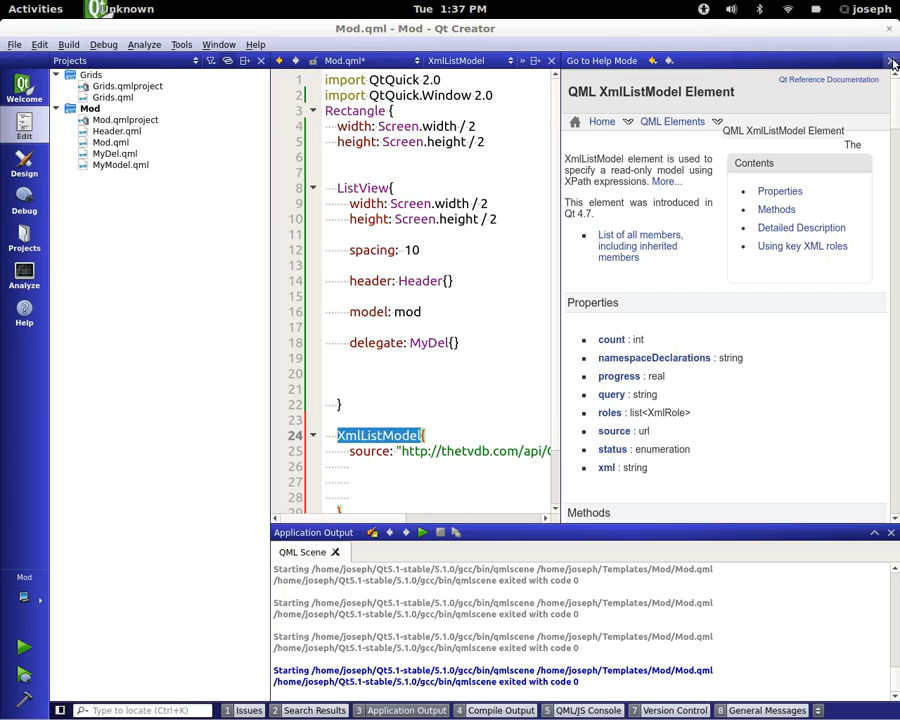 Activities
Unknown
Tue 1:37 PM
joseph
Mod.qml - Mod - Qt Creator
File Edit Build Debug Analyze Tools Window Help
Projects
Mod.qml*
XmlListModel
Go to Help Mode
Welcome
Edit
Design
Debug
Projects
Analyze
Help
Mod
Grids
Grids.qmlproject
Grids.qml
Mod
Mod.qmlproject
Header.qml
Mod.qml
MyDel.qml
MyModel.qml
1 import QtQuick 2.0
2 import QtQuick.Window 2.0
3 Rectangle {
4 width: Screen.width / 2
5 height: Screen.height / 2
6
7
8 ListView{
9 width: Screen.width / 2
10 height: Screen.height / 2
11
12 spacing: 10
13
14 header: Header{}
15
16 model: mod
17
18 delegate: MyDel{}
19
20
21
22 }
23
24 XmlListModel{
25 source: "http://thetvdb.com/api/
26
27
28
29 }
Qt Reference Documentation
QML XmlListModel Element
Home QML Elements
QML XmlListModel Element
The
XmlListModel element is used to
specify a read-only model using
XPath expressions. More...
This element was introduced in
Qt 4.7.
List of all members,
including inherited
members
Contents
Properties
Methods
Detailed Description
Using key XML roles
Properties
count : int
namespaceDeclarations : string
progress : real
query : string
roles : list<XmlRole>
source : url
status : enumeration
xml : string
Methods
Application Output
QML Scene
Starting /home/joseph/Qt5.1-stable/5.1.0/gcc/bin/qmlscene /home/joseph/Templates/Mod/Mod.qml
/home/joseph/Qt5.1-stable/5.1.0/gcc/bin/qmlscene exited with code 0
Starting /home/joseph/Qt5.1-stable/5.1.0/gcc/bin/qmlscene /home/joseph/Templates/Mod/Mod.qml
/home/joseph/Qt5.1-stable/5.1.0/gcc/bin/qmlscene exited with code 0
Starting /home/joseph/Qt5.1-stable/5.1.0/gcc/bin/qmlscene /home/joseph/Templates/Mod/Mod.qml
/home/joseph/Qt5.1-stable/5.1.0/gcc/bin/qmlscene exited with code 0
Starting /home/joseph/Qt5.1-stable/5.1.0/gcc/bin/qmlscene /home/joseph/Templates/Mod/Mod.qml
/home/joseph/Qt5.1-stable/5.1.0/gcc/bin/qmlscene exited with code 0
Type to locate (Ctrl+K)
1 Issues
2 Search Results
3 Application Output
4 Compile Output
5 QML/JS Console
7 Version Control
8 General Messages